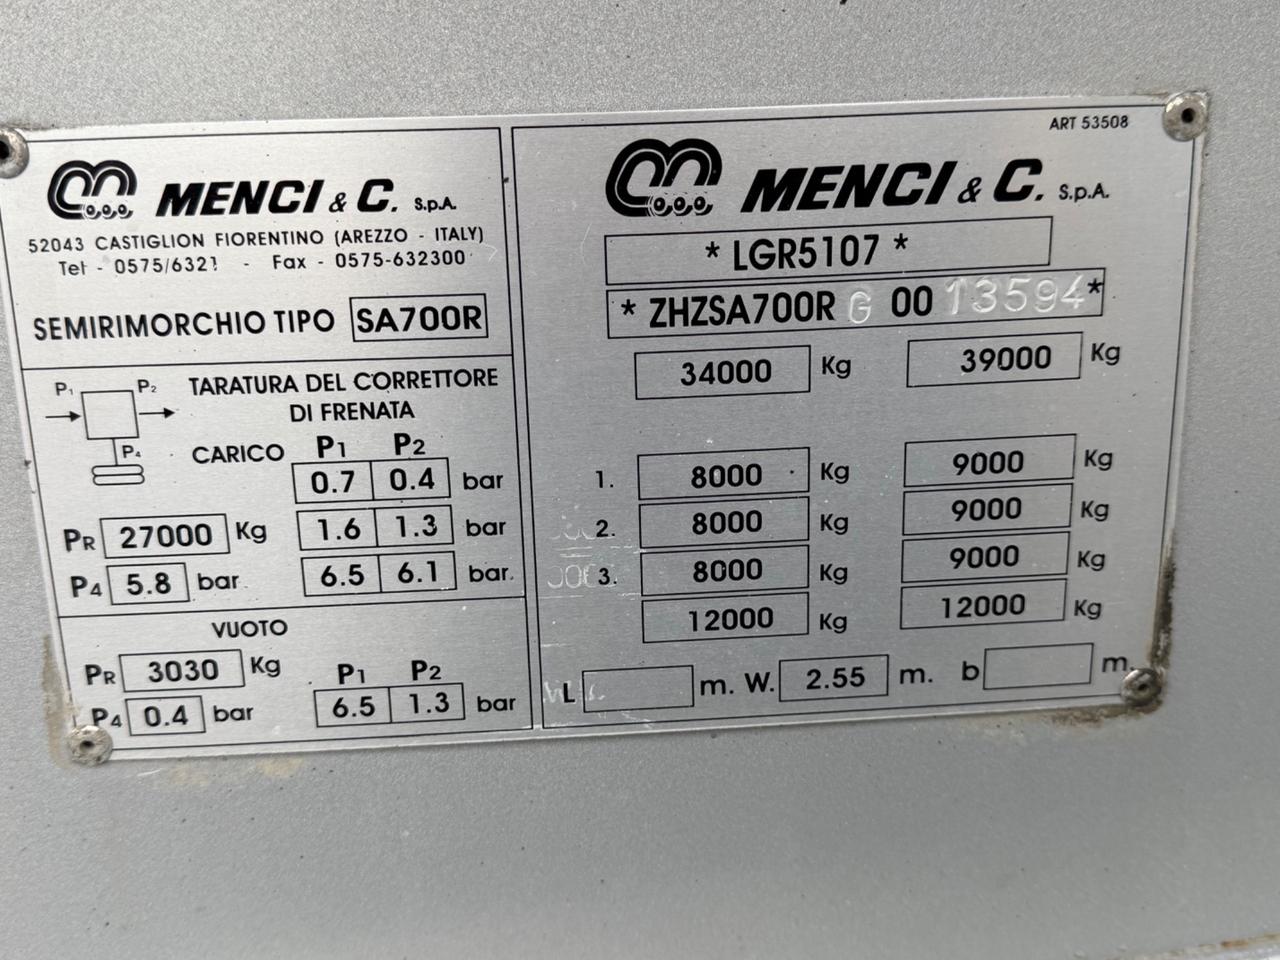 MENCI & C. S.p.A.
52043 CASTIGLION FIORENTINO (AREZZO - ITALY)
Tel - 0575/6321 - Fax - 0575-632300
SEMIRIMORCHIO TIPO SA700R
P1 P2 P4
TARATURA DEL CORRETTORE
DI FRENATA
CARICO P1 P2
0.7 0.4 bar
PR 27000 Kg 1.6 1.3 bar
P4 5.8 bar 6.5 6.1 bar
VUOTO
PR 3030 Kg P1 P2
P4 0.4 bar 6.5 1.3 bar
ART 53508
MENCI & C. S.p.A.
* LGR5107 *
* ZHZSA700R G 00 13594 *
34000 Kg 39000 Kg
1. 8000 Kg 9000 Kg
2. 8000 Kg 9000 Kg
3. 8000 Kg 9000 Kg
12000 Kg 12000 Kg
L m. W. 2.55 m. b m.